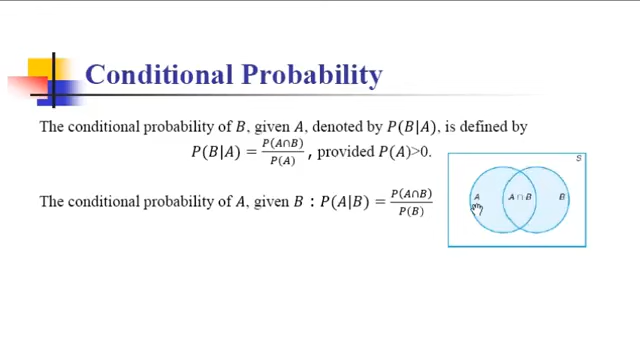 Conditional Probability
The conditional probability of B, given A, denoted by P(B|A), is defined by
P(B|A) = P(A∩B)/P(A), provided P(A)>0.
The conditional probability of A, given B : P(A|B) = P(A∩B)/P(B)
S
A A ∩ B B